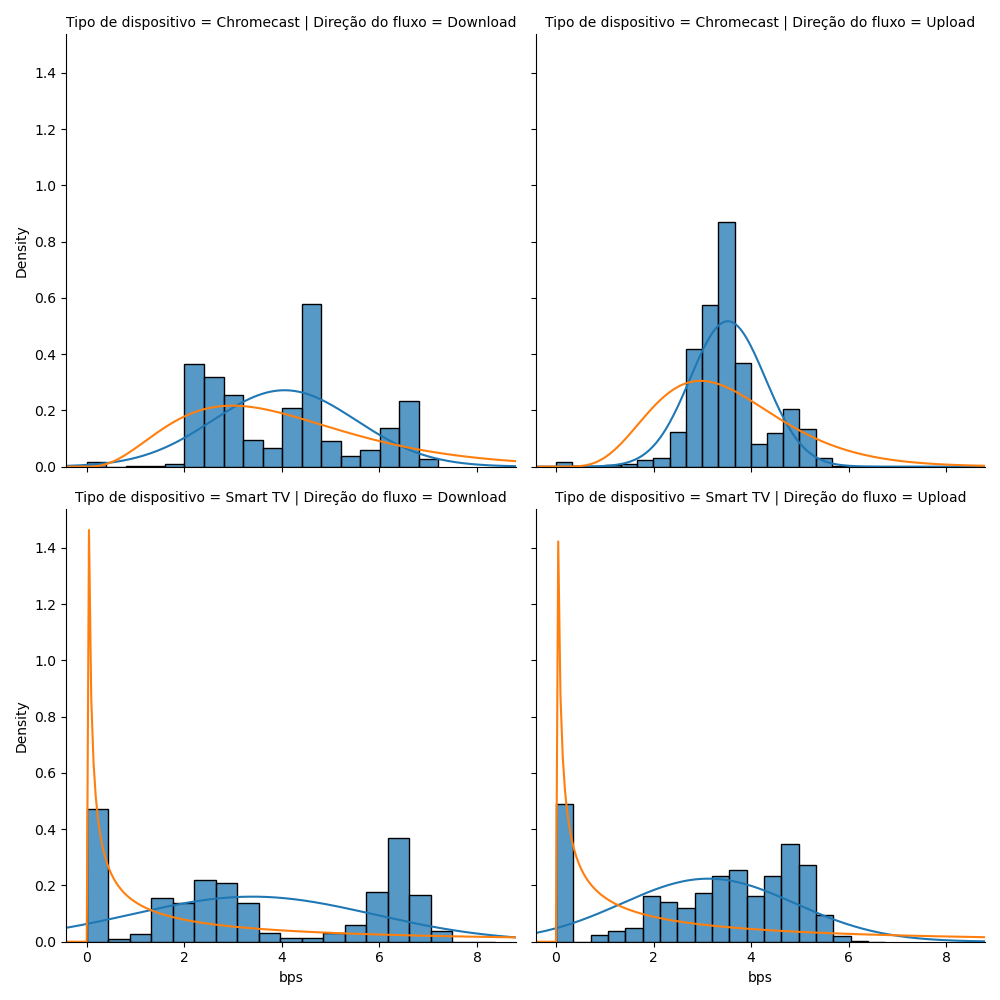 Tipo de dispositivo = Chromecast | Direção do fluxo = Download
Tipo de dispositivo = Chromecast | Direção do fluxo = Upload
1.4
1.2
1.0
0.8
0.6
0.4
0.2
0.0
Density
Tipo de dispositivo = Smart TV | Direção do fluxo = Download
Tipo de dispositivo = Smart TV | Direção do fluxo = Upload
1.4
1.2
1.0
0.8
0.6
0.4
0.2
0.0
Density
0 2 4 6 8
0 2 4 6 8
bps
bps